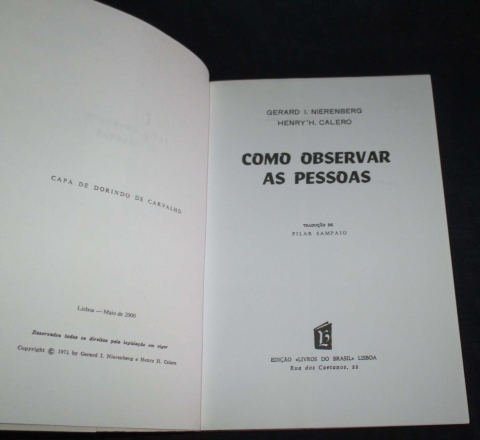 CAPA DE DORINDO DE CARVALHO
Lisboa — Maio de 2000
Reservados todos os direitos pela legislação em vigor
Copyright © 1971 by Gerard I. Nierenberg e Henry H. Calero
GERARD I. NIERENBERG
HENRY H. CALERO
COMO OBSERVAR
AS PESSOAS
TRADUÇÃO DE
PILAR SAMPAIO
EDIÇÃO «LIVROS DO BRASIL» LISBOA
Rua dos Caetanos, 22